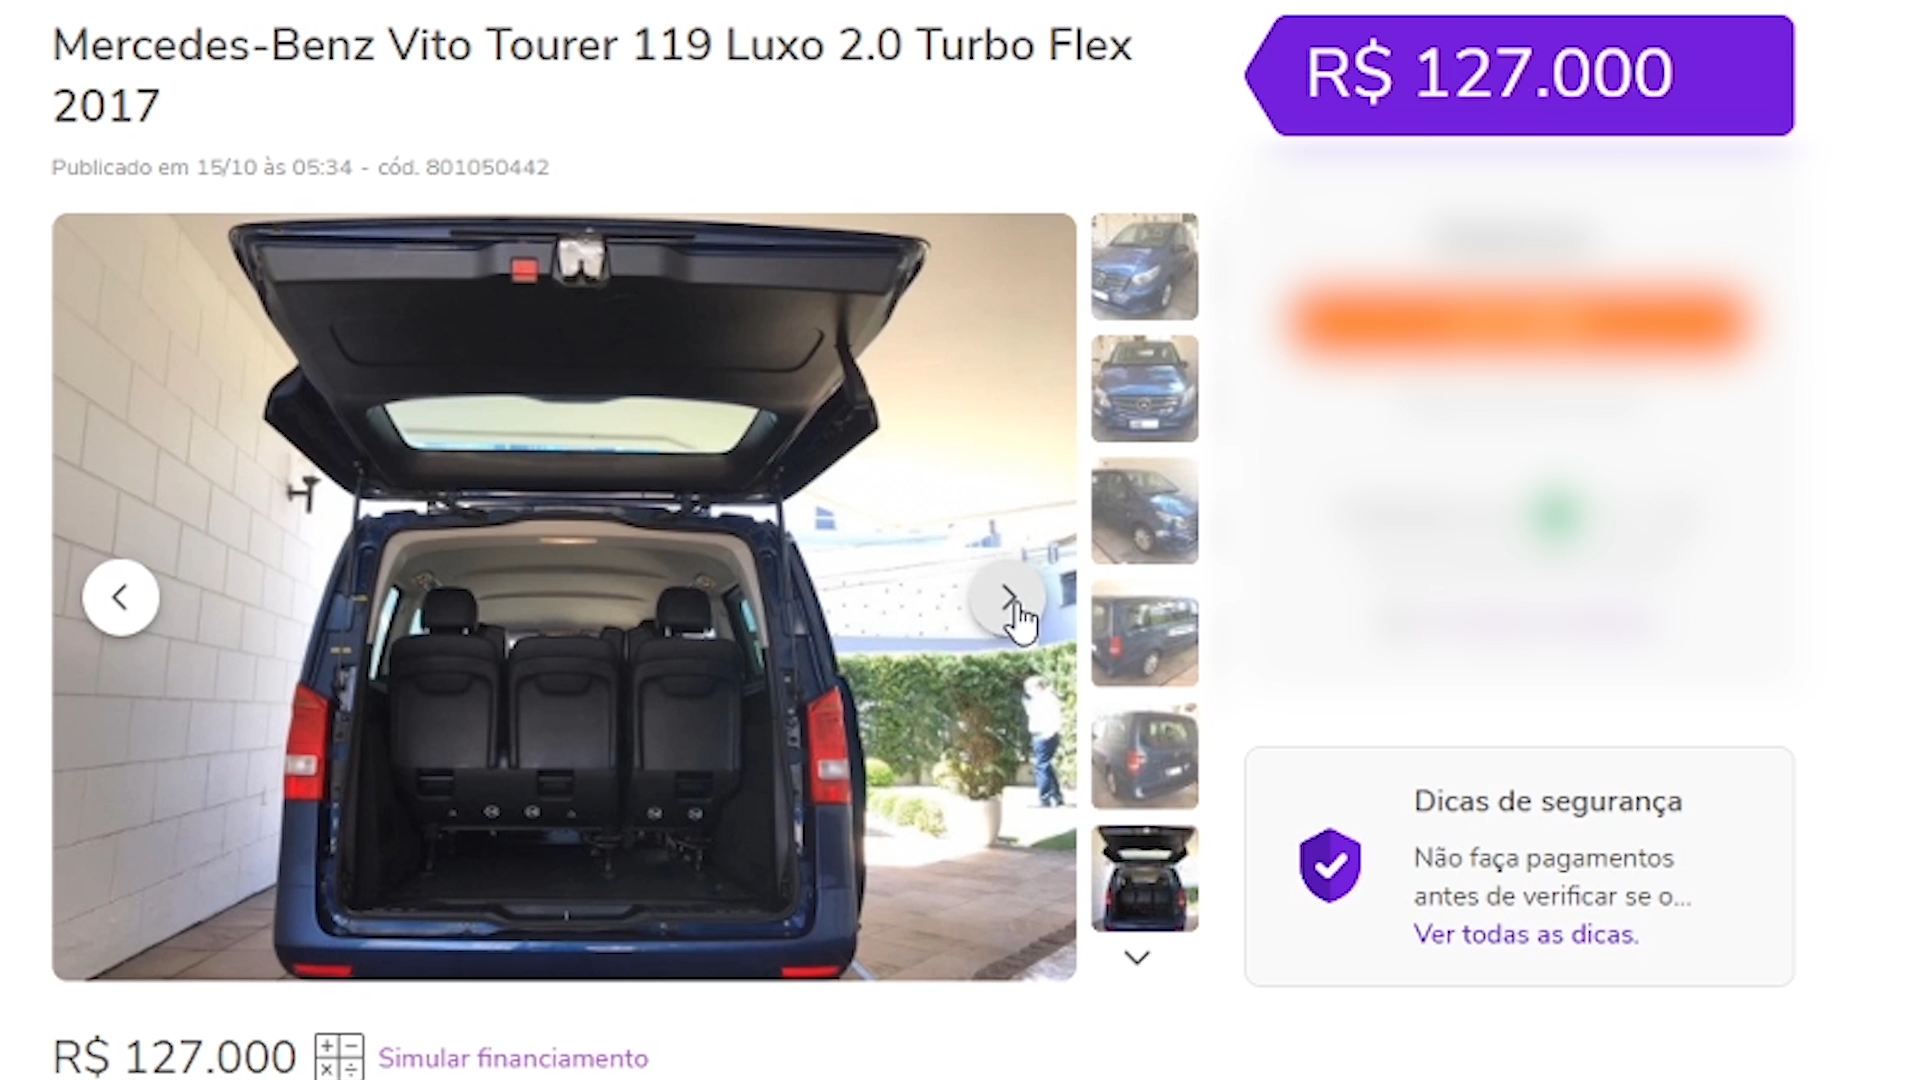 Mercedes-Benz Vito Tourer 119 Luxo 2.0 Turbo Flex
2017
Publicado em 15/10 às 05:34 - cód. 801050442
R$ 127.000
Dicas de segurança
Não faça pagamentos
antes de verificar se o...
Ver todas as dicas.
R$ 127.000
Simular financiamento